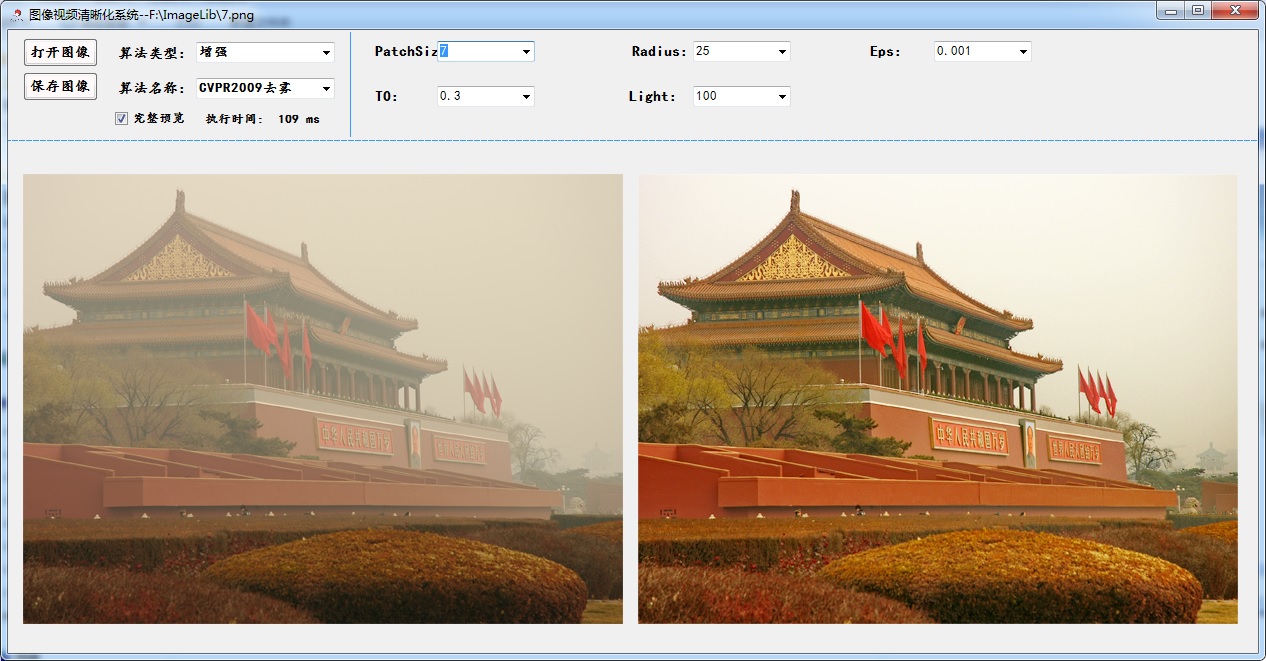 图像视频清晰化系统--F:\ImageLib\7.png
打开图像 算法类型: 增强 PatchSiz 7 Radius: 25 Eps: 0.001
保存图像 算法名称: CVPR2009去雾 T0: 0.3 Light: 100
完整预览 执行时间: 109 ms
中华人民共和国万岁 世界人民大团结万岁
中华人民共和国万岁 世界人民大团结万岁